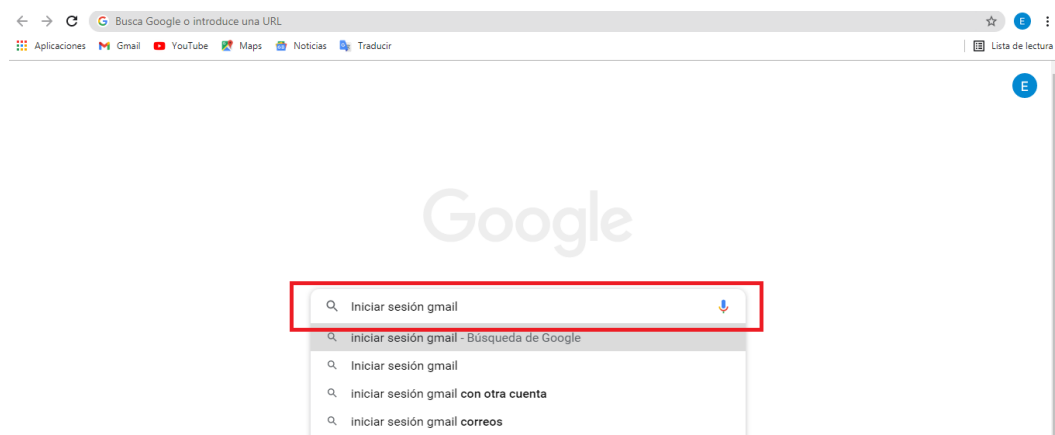 Busca Google o introduce una URL
E
Aplicaciones Gmail YouTube Maps Noticias Traducir Lista de lectura
E
Google
Iniciar sesión gmail
iniciar sesión gmail - Búsqueda de Google
Iniciar sesión gmail
iniciar sesión gmail con otra cuenta
iniciar sesión gmail correos